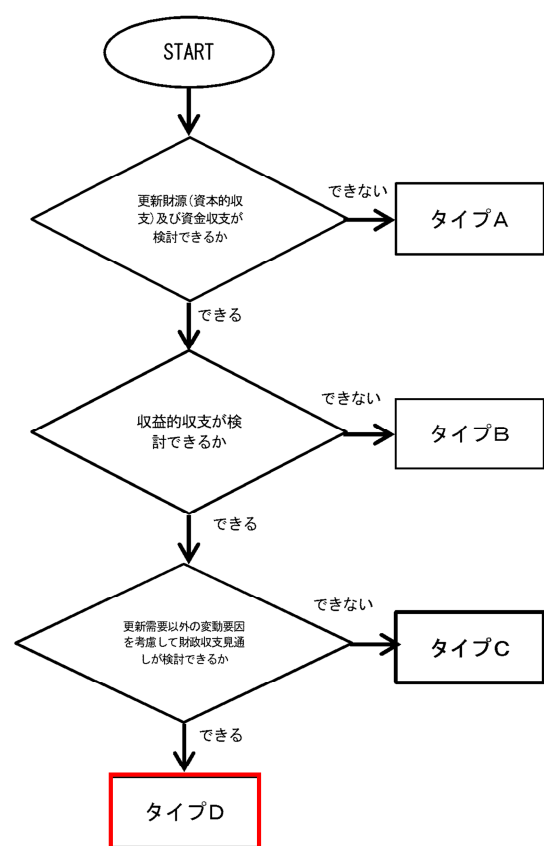 START
更新財源(資本的収
支)及び資金収支が
検討できるか
できない
タイプA
できる
収益的収支が検
討できるか
できない
タイプB
できる
更新需要以外の変動要因
を考慮して財政収支見通
しが検討できるか
できない
タイプC
できる
タイプD